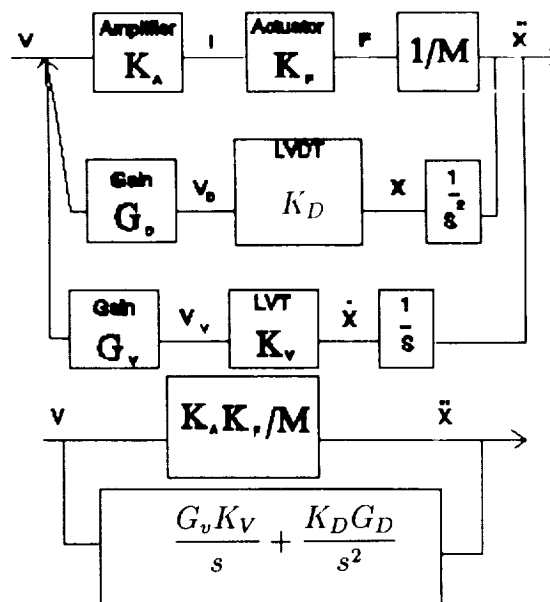 V Amplifier K_A I Actuator K_F F 1/M Ẍ
Gain G_D V_D LVDT K_D X 1/S²
Gain G_V V_V LVT K_V Ẋ 1/S
V K_A K_F/M Ẍ
G_v K_V/s + K_D G_D/s²